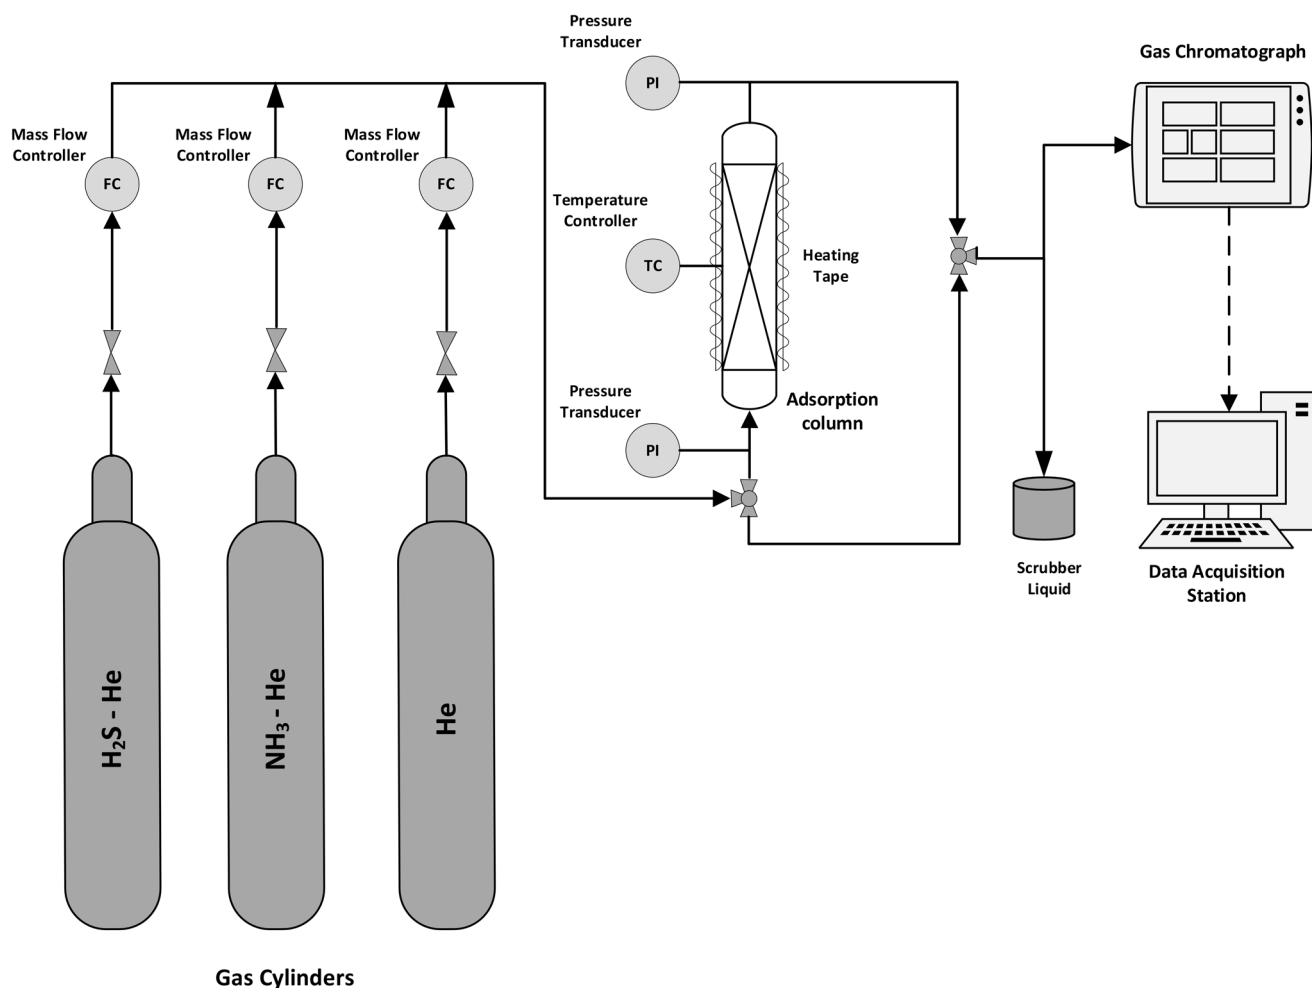 Pressure
Transducer
Gas Chromatograph
PI
Mass Flow
Controller
Mass Flow
Controller
Mass Flow
Controller
FC
FC
FC
Temperature
Controller
TC
Heating
Tape
Pressure
Transducer
Adsorption
column
PI
Scrubber
Liquid
Data Acquisition
Station
H₂S - He
NH₃ - He
He
Gas Cylinders